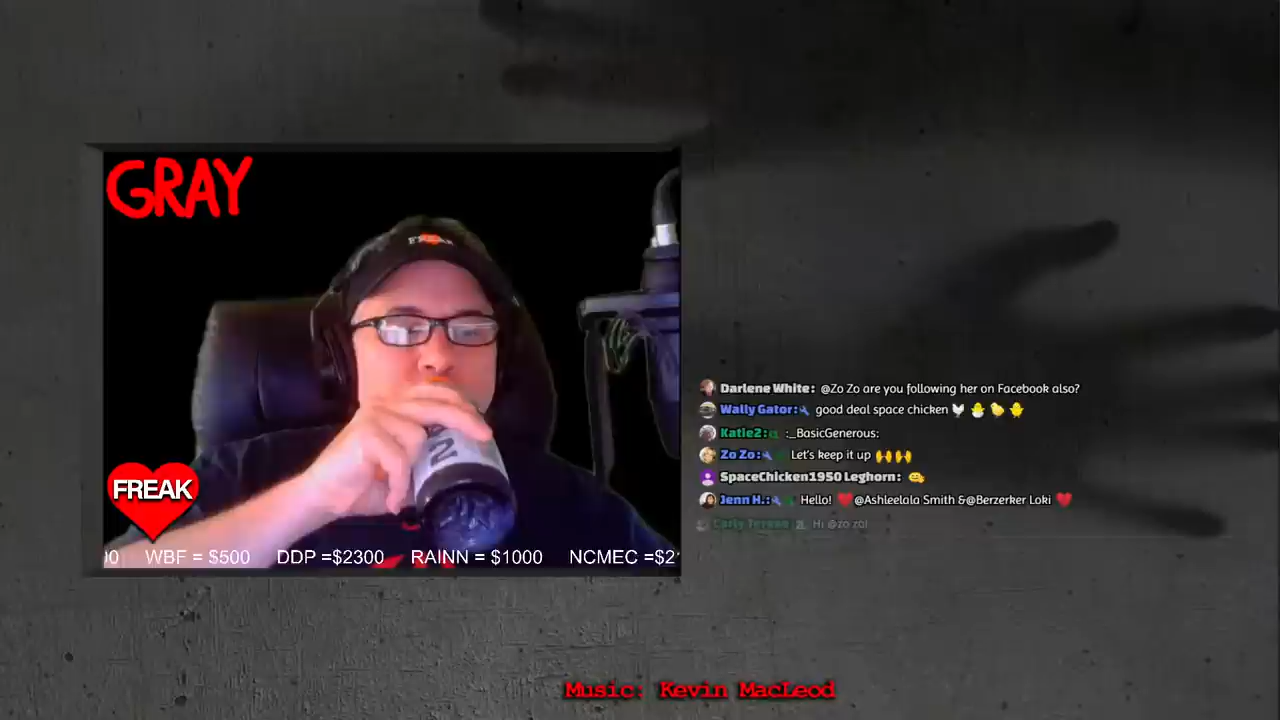 GRAY
FREAK
WBF = $500 DDP =$2300 RAINN = $1000 NCMEC =$2
Darlene White: @Zo Zo are you following her on Facebook also?
Wally Gator: good deal space chicken
Katie2: :_BasicGenerous:
Zo Zo: Let's keep it up
SpaceChicken1950 Leghorn:
Jenn H.: Hello! @Ashleelala Smith &@Berzerker Loki
Hi @zo zo!
Music: Kevin MacLeod